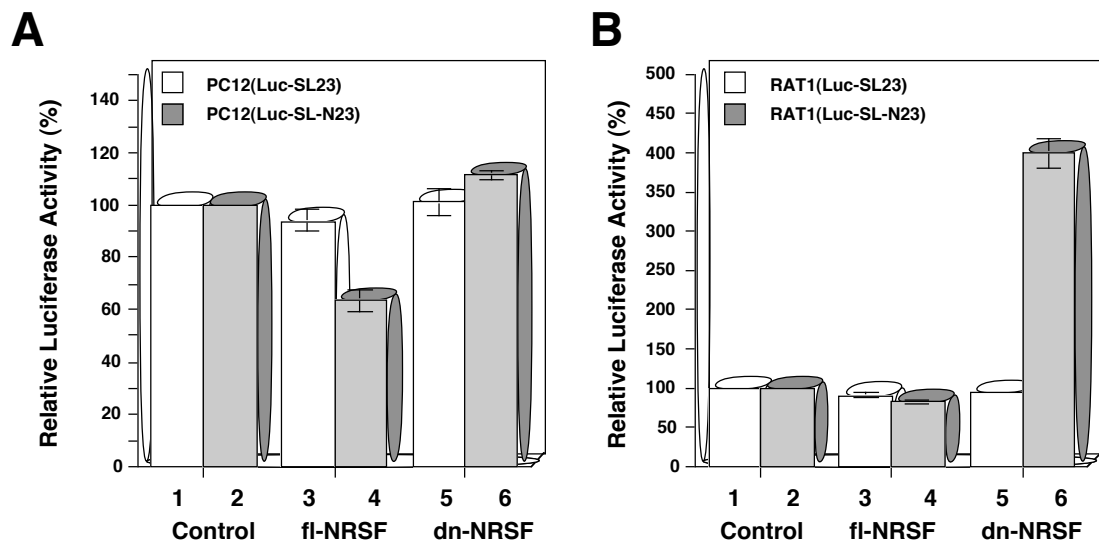 A
Relative Luciferase Activity (%)
140
120
100
80
60
40
20
0
PC12(Luc-SL23)
PC12(Luc-SL-N23)
1 2 3 4 5 6
Control fl-NRSF dn-NRSF
B
Relative Luciferase Activity (%)
500
450
400
350
300
250
200
150
100
50
0
RAT1(Luc-SL23)
RAT1(Luc-SL-N23)
1 2 3 4 5 6
Control fl-NRSF dn-NRSF